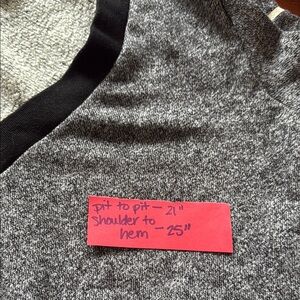 pit to pit — 21"
shoulder to
hem — 25"